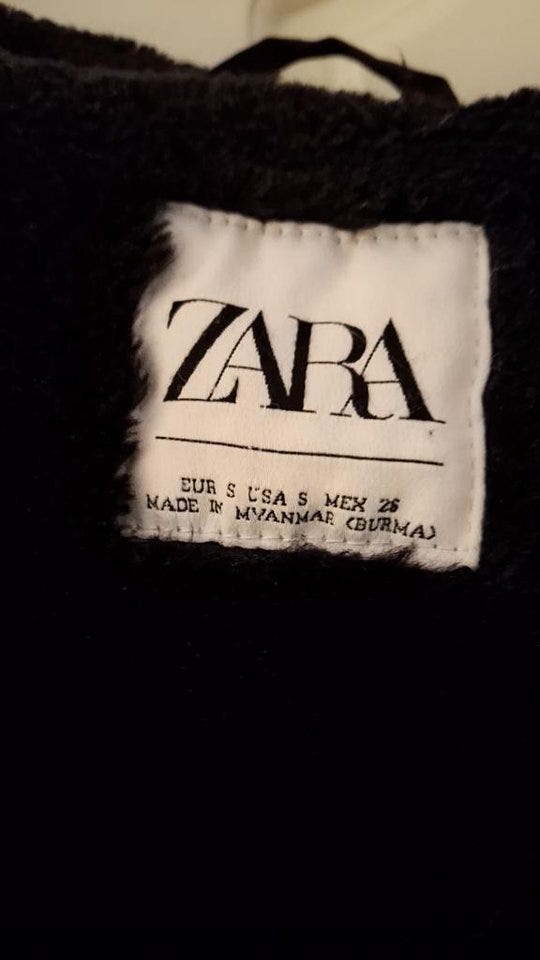 ZARA
EUR S USA S MEX 26
MADE IN MYANMAR (BURMA)